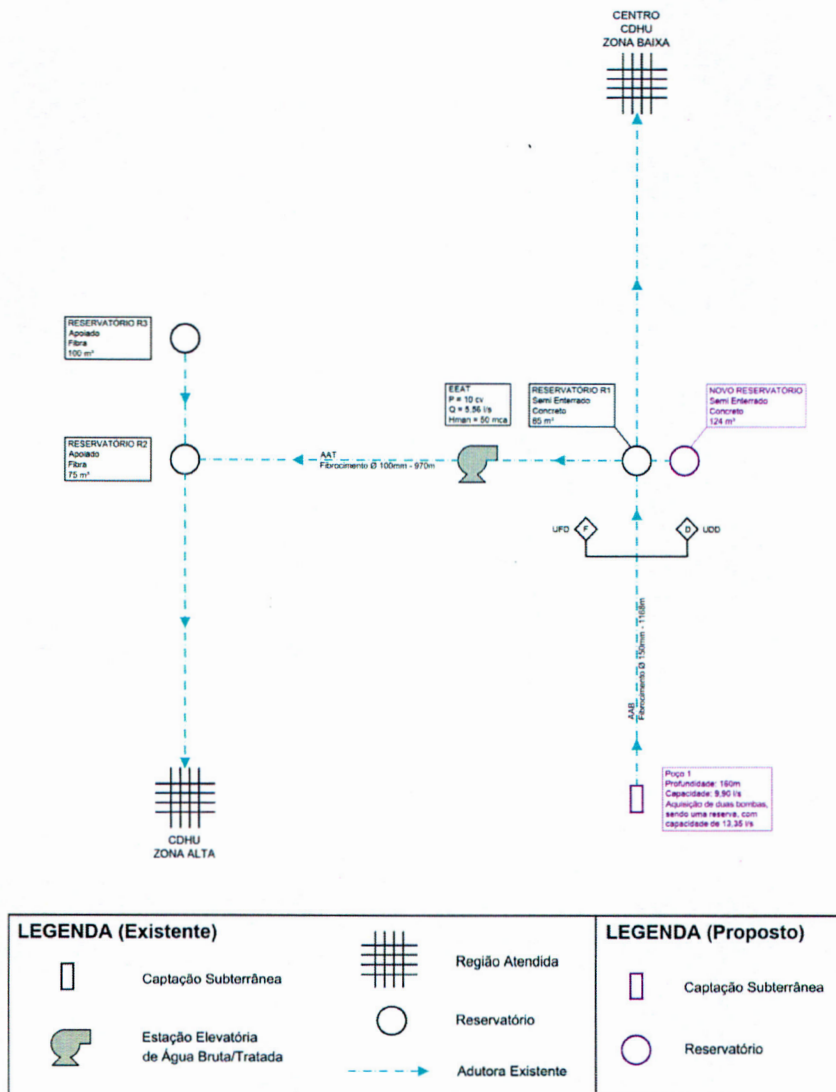 CENTRO
CDHU
ZONA BAIXA
RESERVATÓRIO R3
Apoiado
Fibra
100 m³
RESERVATÓRIO R2
Apoiado
Fibra
75 m³
AAT
Fibrocimento Ø 100mm - 970m
EEAT
P = 10 cv
Q = 5,56 l/s
Hman = 50 mca
RESERVATÓRIO R1
Semi Enterrado
Concreto
85 m³
NOVO RESERVATÓRIO
Semi Enterrado
Concreto
124 m³
UFD
F
D
UDD
AAB
Fibrocimento Ø 150mm - 1168m
Poço 1
Profundidade: 160m
Capacidade: 9,90 l/s
Aquisição de duas bombas,
sendo uma reserva, com
capacidade de 13,35 l/s
CDHU
ZONA ALTA
LEGENDA (Existente)
Captação Subterrânea
Estação Elevatória
de Água Bruta/Tratada
Região Atendida
Reservatório
Adutora Existente
LEGENDA (Proposto)
Captação Subterrânea
Reservatório